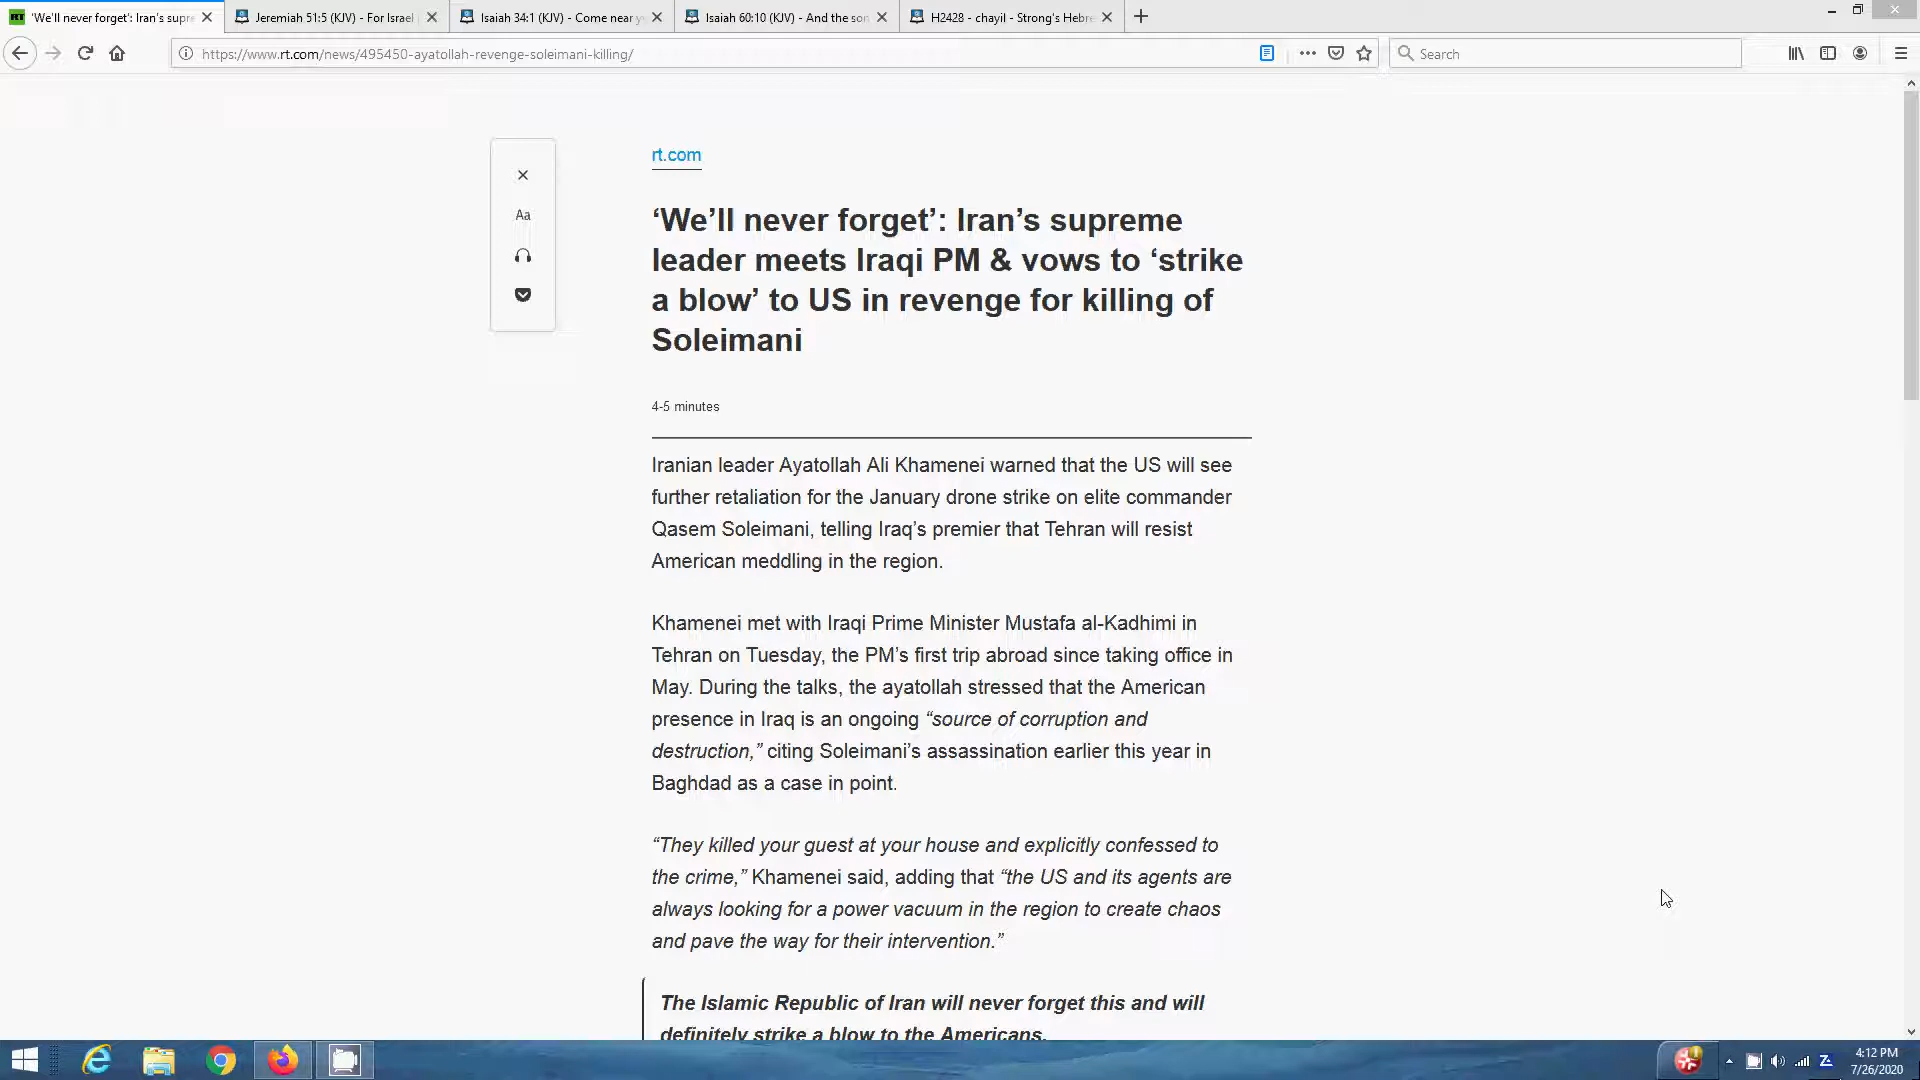 ‘We’ll never forget’: Iran’s supre
Jeremiah 51:5 (KJV) - For Israel
Isaiah 34:1 (KJV) - Come near y
Isaiah 60:10 (KJV) - And the son
H2428 - chayil - Strong's Hebre
https://www.rt.com/news/495450-ayatollah-revenge-soleimani-killing/
Search
rt.com
‘We’ll never forget’: Iran’s supreme
leader meets Iraqi PM & vows to ‘strike
a blow’ to US in revenge for killing of
Soleimani
Aa
4-5 minutes
Iranian leader Ayatollah Ali Khamenei warned that the US will see
further retaliation for the January drone strike on elite commander
Qasem Soleimani, telling Iraq’s premier that Tehran will resist
American meddling in the region.
Khamenei met with Iraqi Prime Minister Mustafa al-Kadhimi in
Tehran on Tuesday, the PM’s first trip abroad since taking office in
May. During the talks, the ayatollah stressed that the American
presence in Iraq is an ongoing “source of corruption and
destruction,” citing Soleimani’s assassination earlier this year in
Baghdad as a case in point.
“They killed your guest at your house and explicitly confessed to
the crime,” Khamenei said, adding that “the US and its agents are
always looking for a power vacuum in the region to create chaos
and pave the way for their intervention.”
The Islamic Republic of Iran will never forget this and will
definitely strike a blow to the Americans.
4:12 PM
7/26/2020